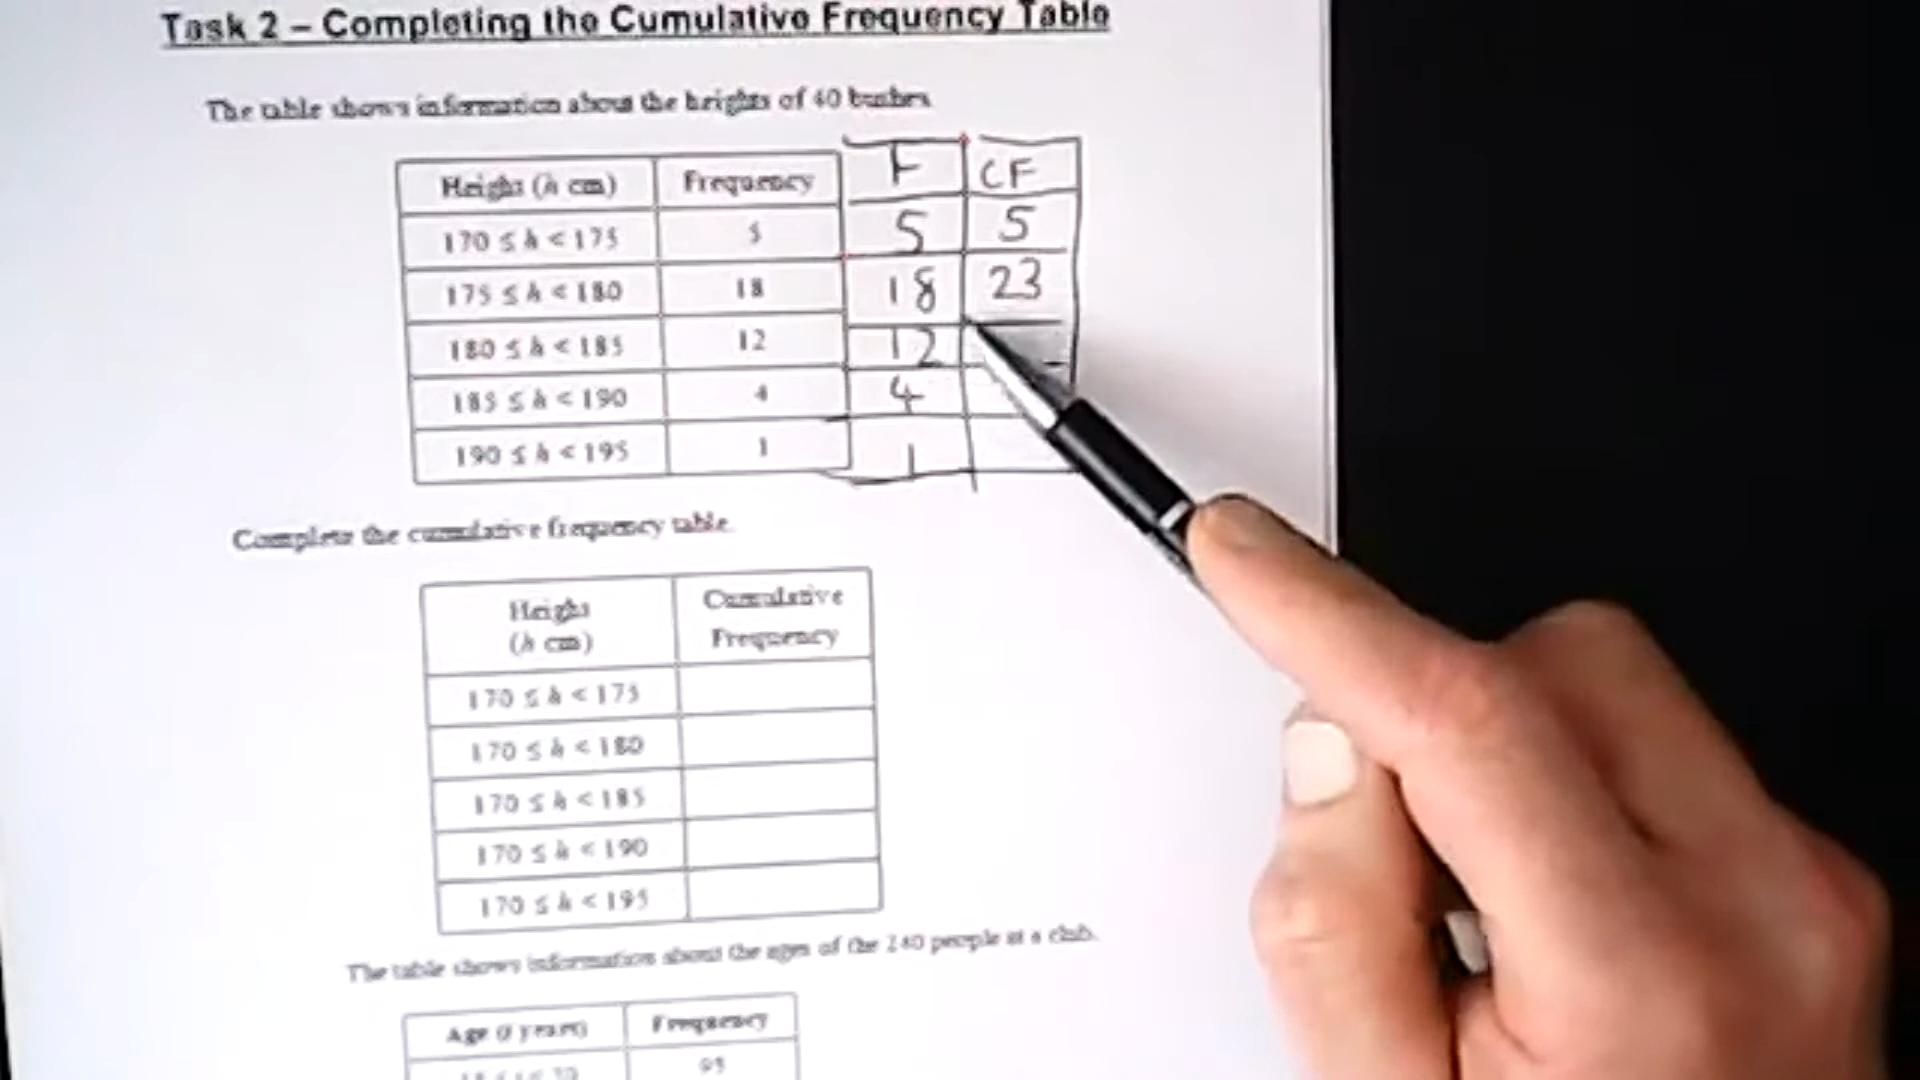 Task 2 – Completing the Cumulative Frequency Table
The table shows information about the heights of 40 bushes
Height (h cm) Frequency F CF
170 ≤ h < 175 5 5 5
175 ≤ h < 180 18 18 23
180 ≤ h < 185 12 12
185 ≤ h < 190 4 4
190 ≤ h < 195 1 1
Complete the cumulative frequency table.
Height
(h cm)
Cumulative
Frequency
170 ≤ h < 175
170 ≤ h < 180
170 ≤ h < 185
170 ≤ h < 190
170 ≤ h < 195
The table shows information about the ages of the 240 people at a club.
Age (t years) Frequency
95